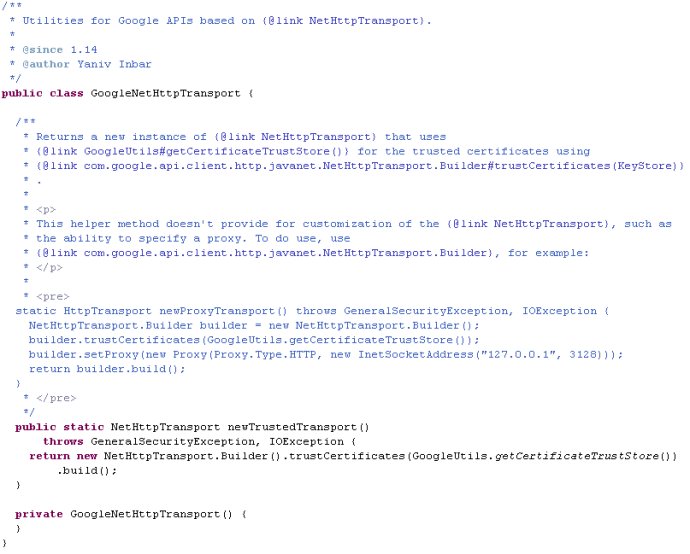 /**
 * Utilities for Google APIs based on {@link NetHttpTransport}.
 *
 * @since 1.14
 * @author Yaniv Inbar
 */
public class GoogleNetHttpTransport {

  /**
   * Returns a new instance of {@link NetHttpTransport} that uses
   * {@link GoogleUtils#getCertificateTrustStore()} for the trusted certificates using
   * {@link com.google.api.client.http.javanet.NetHttpTransport.Builder#trustCertificates(KeyStore)}
   * .
   *
   * <p>
   * This helper method doesn't provide for customization of the {@link NetHttpTransport}, such as
   * the ability to specify a proxy. To do use, use
   * {@link com.google.api.client.http.javanet.NetHttpTransport.Builder}, for example:
   * </p>
   *
   * <pre>
  static HttpTransport newProxyTransport() throws GeneralSecurityException, IOException {
    NetHttpTransport.Builder builder = new NetHttpTransport.Builder();
    builder.trustCertificates(GoogleUtils.getCertificateTrustStore());
    builder.setProxy(new Proxy(Proxy.Type.HTTP, new InetSocketAddress("127.0.0.1", 3128)));
    return builder.build();
  }
   * </pre>
   */
  public static NetHttpTransport newTrustedTransport()
      throws GeneralSecurityException, IOException {
    return new NetHttpTransport.Builder().trustCertificates(GoogleUtils.getCertificateTrustStore())
        .build();
  }

  private GoogleNetHttpTransport() {
  }
}